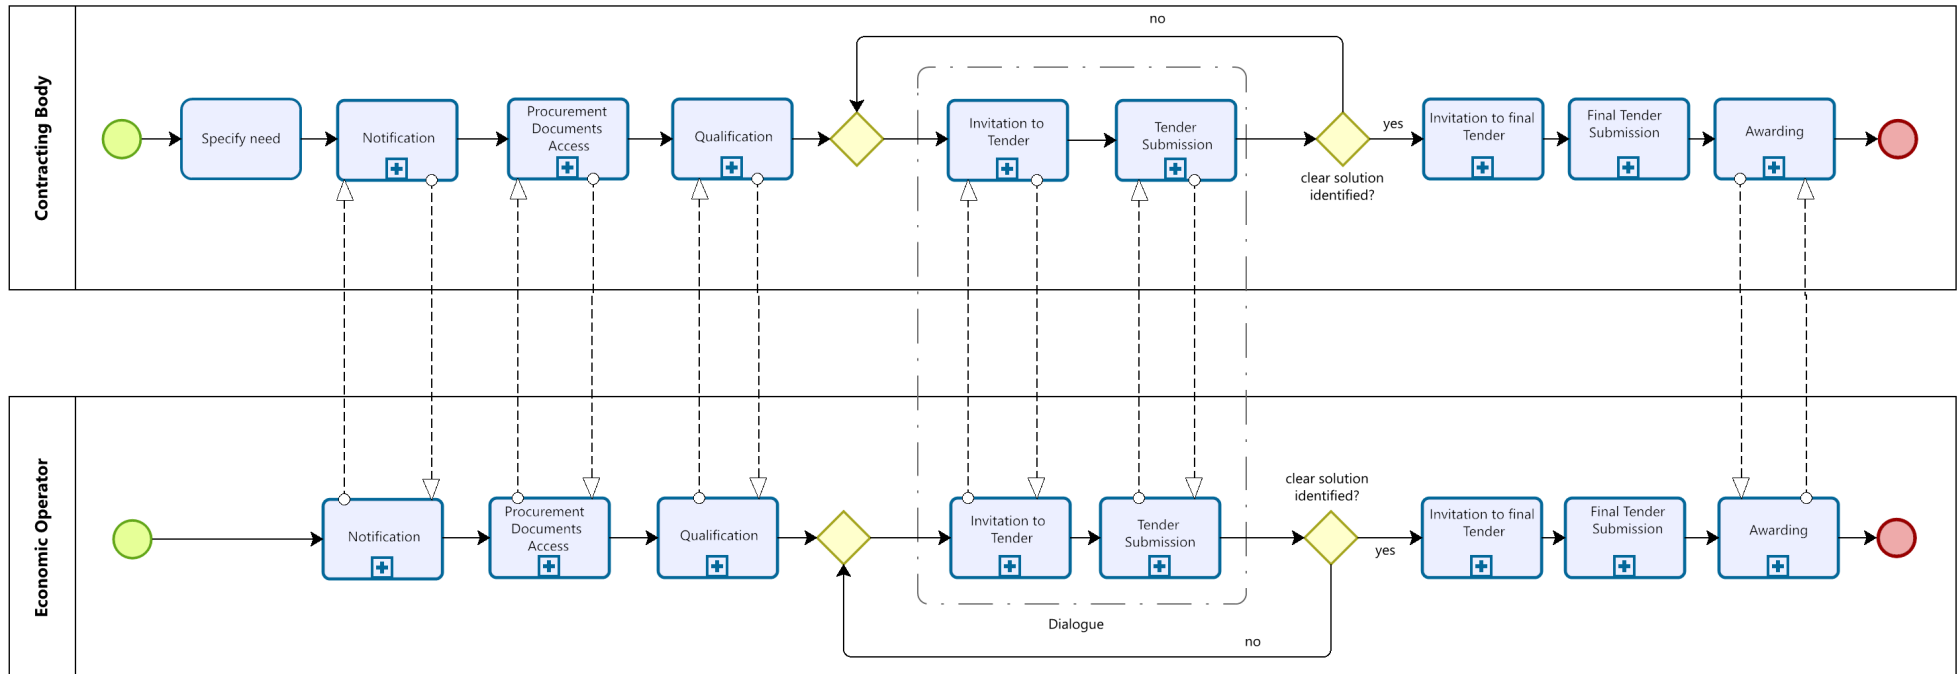 Contracting Body
no
Specify need
Notification
Procurement
Documents
Access
Qualification
Invitation to
Tender
Tender
Submission
clear solution
identified?
yes
Invitation to final
Tender
Final Tender
Submission
Awarding
Economic Operator
Notification
Procurement
Documents
Access
Qualification
Invitation to
Tender
Tender
Submission
Dialogue
clear solution
identified?
yes
no
Invitation to final
Tender
Final Tender
Submission
Awarding